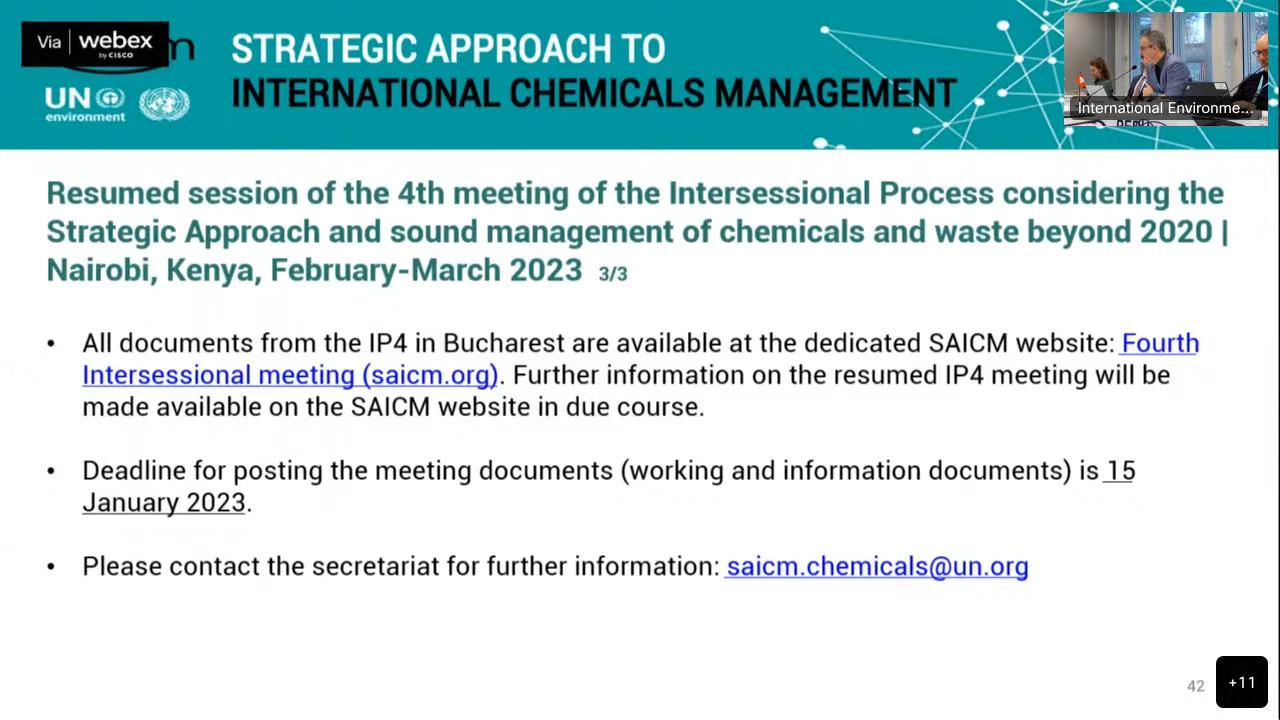 Via webex
by CISCO
UN
environment
STRATEGIC APPROACH TO
INTERNATIONAL CHEMICALS MANAGEMENT
International Environme...
Resumed session of the 4th meeting of the Intersessional Process considering the
Strategic Approach and sound management of chemicals and waste beyond 2020 |
Nairobi, Kenya, February-March 2023 3/3
• All documents from the IP4 in Bucharest are available at the dedicated SAICM website: Fourth
Intersessional meeting (saicm.org). Further information on the resumed IP4 meeting will be
made available on the SAICM website in due course.
• Deadline for posting the meeting documents (working and information documents) is 15
January 2023.
• Please contact the secretariat for further information: saicm.chemicals@un.org
42
+11